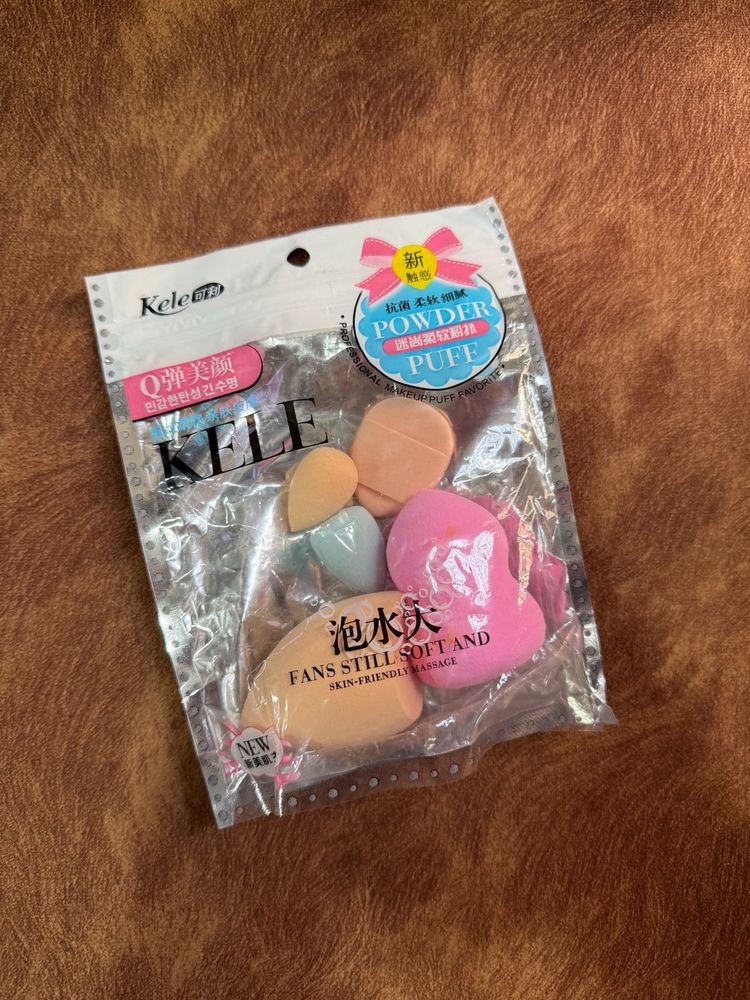 Kele 可利
新
触感
抗菌 柔软 细腻
POWDER
迷尚柔软粉扑
PUFF
• PROFESSIONAL MAKEUP PUFF FAVORITE •
Q弹美颜
민감한탄성긴수명
KELE
泡水大
FANS STILL SOFT AND
SKIN-FRIENDLY MASSAGE
NEW